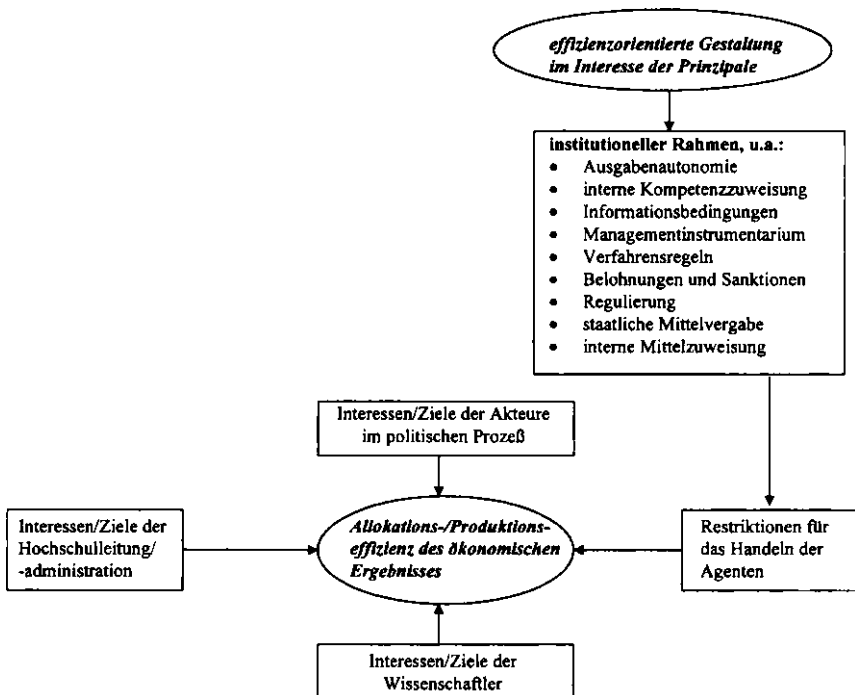 effizienzorientierte Gestaltung
im Interesse der Prinzipale
institutioneller Rahmen, u.a.:
• Ausgabenautonomie
• interne Kompetenzzuweisung
• Informationsbedingungen
• Managementinstrumentarium
• Verfahrensregeln
• Belohnungen und Sanktionen
• Regulierung
• staatliche Mittelvergabe
• interne Mittelzuweisung
Interessen/Ziele der Akteure
im politischen Prozeß
Interessen/Ziele der
Hochschulleitung/
-administration
Allokations-/Produktions-
effizienz des ökonomischen
Ergebnisses
Restriktionen für
das Handeln der
Agenten
Interessen/Ziele der
Wissenschaftler